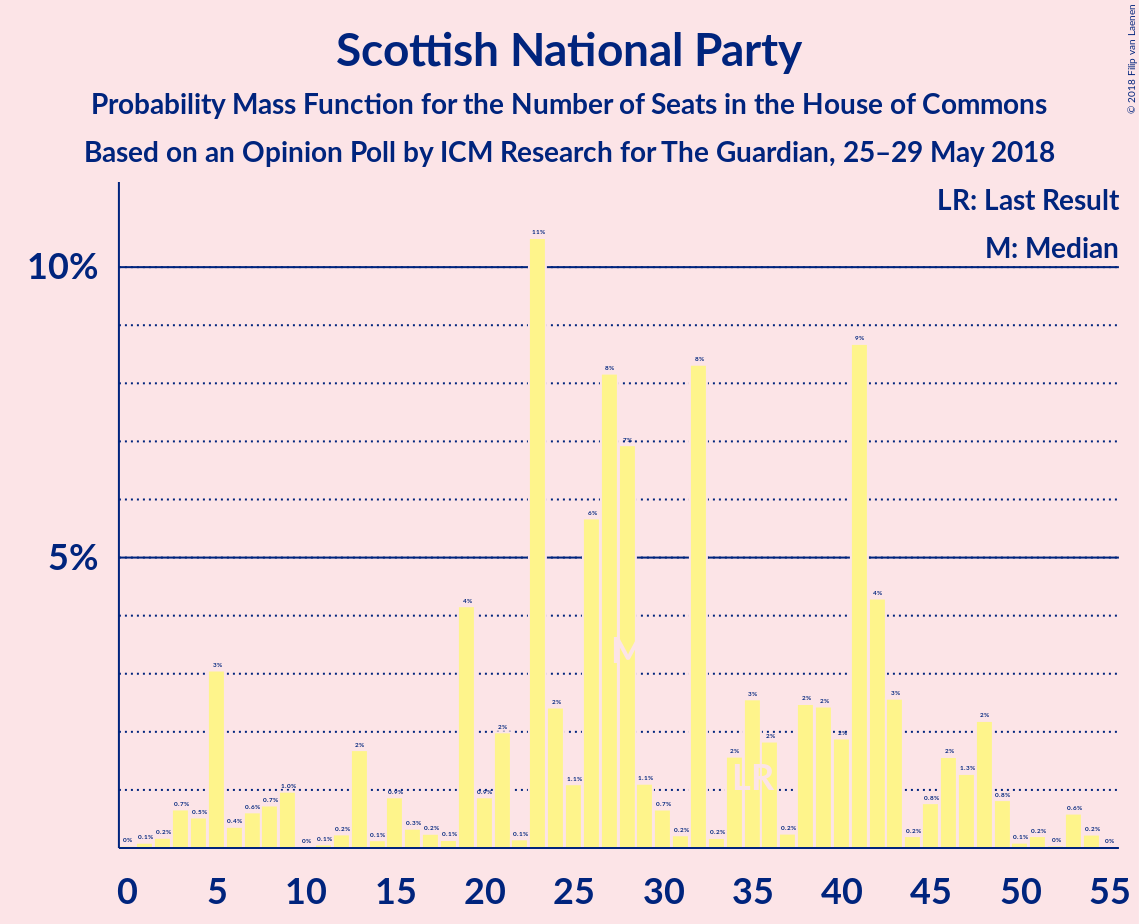 Scottish National Party
Probability Mass Function for the Number of Seats in the House of Commons
Based on an Opinion Poll by ICM Research for The Guardian, 25–29 May 2018
© 2018 Filip van Laenen
LR: Last Result
M: Median
10%
5%
0% 0.1% 0.2% 0.7% 0.5% 3% 0.4% 0.6% 0.7% 1.0% 0% 0.1% 0.2% 2% 0.1% 0.9% 0.3% 0.2% 0.1% 4% 0.9% 2% 0.1% 11% 2% 1.1% 6% 8% 7% 1.1% 0.7% 0.2% 8% 0.2% 2% 3% 2% 0.2% 2% 2% 2% 9% 4% 3% 0.2% 0.8% 2% 1.3% 2% 0.8% 0.1% 0.2% 0% 0.6% 0.2% 0%
M
LR
0 5 10 15 20 25 30 35 40 45 50 55